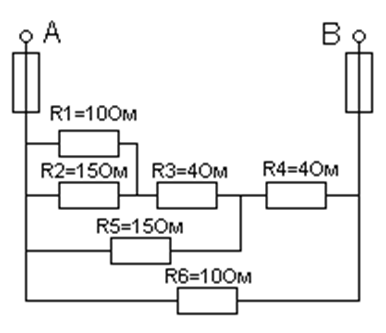 A B
R1=10Ом
R2=15Ом R3=4Ом R4=4Ом
R5=15Ом
R6=10Ом